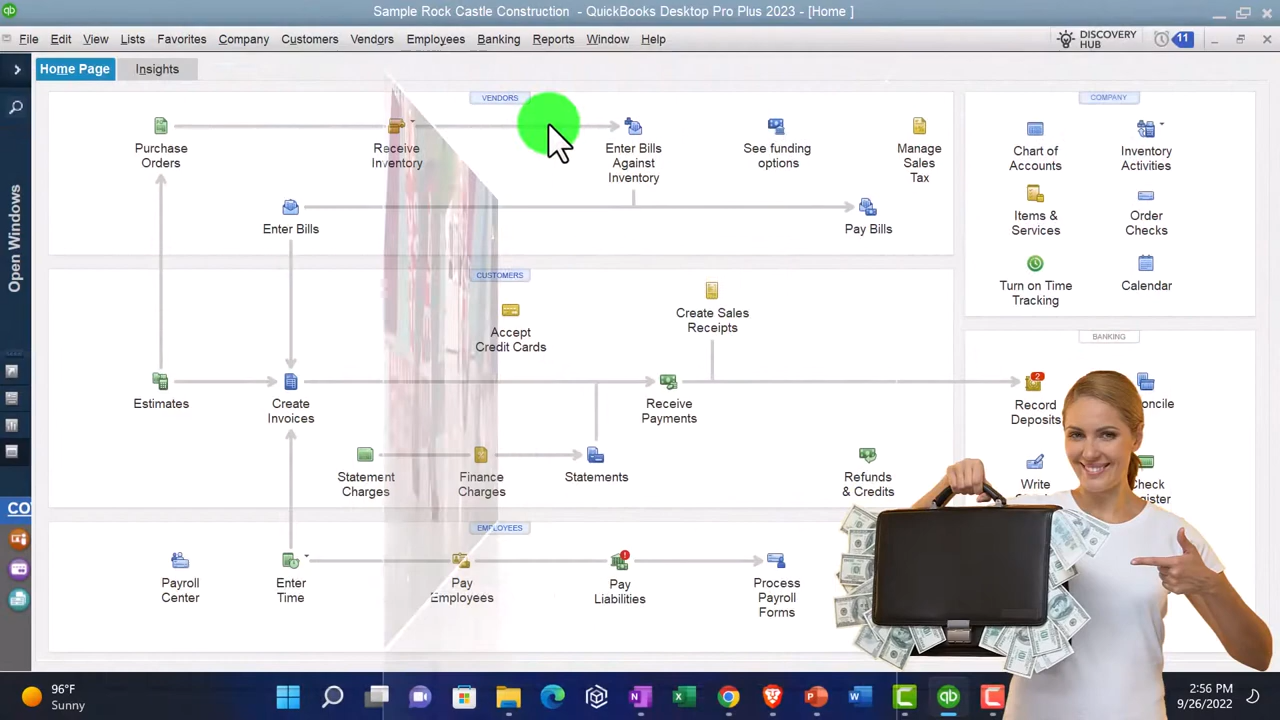 Sample Rock Castle Construction - QuickBooks Desktop Pro Plus 2023 - [Home ]
File Edit View Lists Favorites Company Customers Vendors Employees Banking Reports Window Help
DISCOVERY
HUB
11
Home Page
Insights
Open Windows
VENDORS
Purchase
Orders
Receive
Inventory
Enter Bills
Against
Inventory
See funding
options
Manage
Sales
Tax
Enter Bills
Pay Bills
CUSTOMERS
Accept
Credit Cards
Create Sales
Receipts
Estimates
Create
Invoices
Receive
Payments
Statement
Charges
Finance
Charges
Statements
Refunds
& Credits
EMPLOYEES
Payroll
Center
Enter
Time
Pay
Employees
Pay
Liabilities
Process
Payroll
Forms
COMPANY
Chart of
Accounts
Inventory
Activities
Items &
Services
Order
Checks
Turn on Time
Tracking
Calendar
BANKING
2
Record
Deposits
Write
96°F
Sunny
2:56 PM
9/26/2022